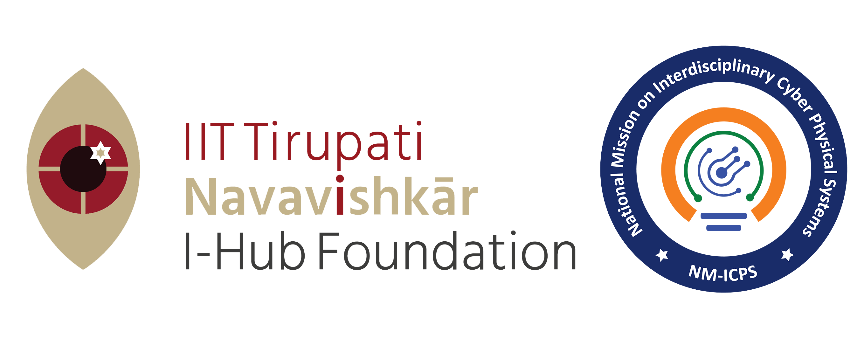 IIT Tirupati
Navavishkār
I-Hub Foundation
National Mission on Interdisciplinary Cyber Physical Systems
NM-ICPS